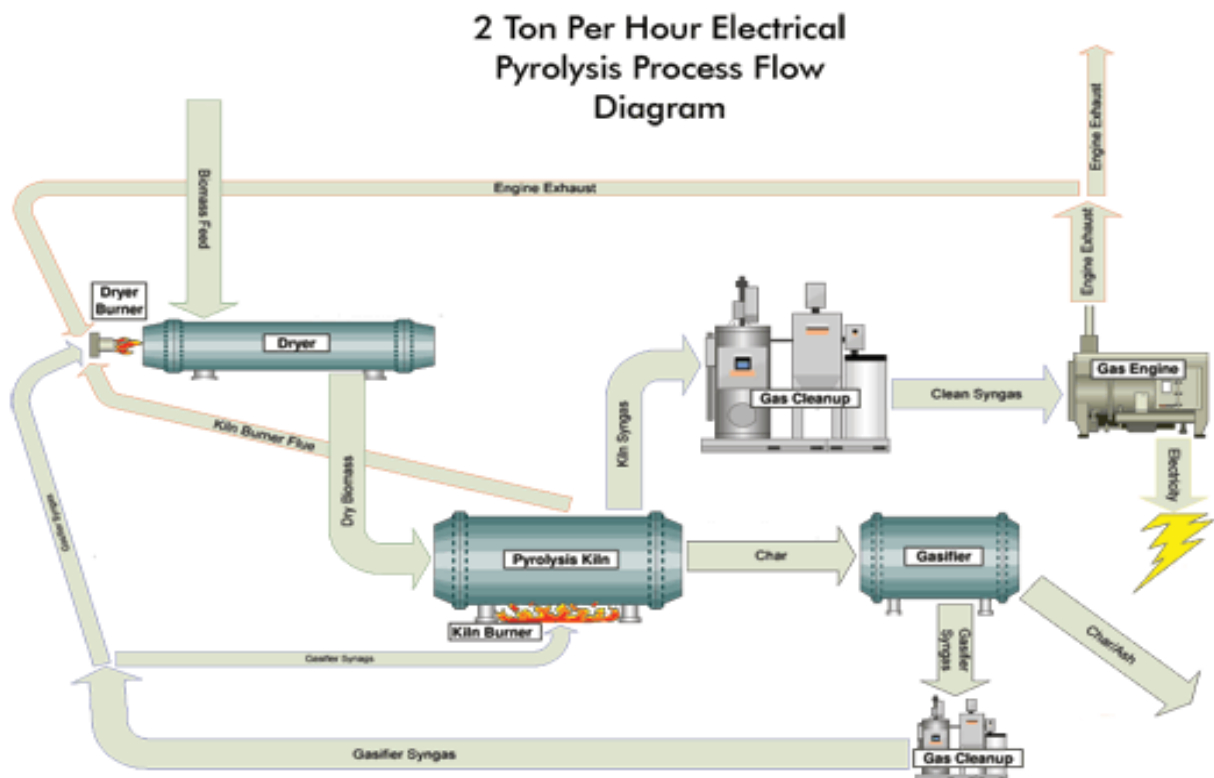 2 Ton Per Hour Electrical
Pyrolysis Process Flow
Diagram
Engine Exhaust
Engine Exhaust
Biomass Feed
Engine Exhaust
Dryer
Burner
Dryer
Gas Engine
Gas Cleanup
Clean Syngas
Kiln Syngas
Kiln Burner Flue
Electricity
Dry Biomass
Gasifier Syngas
Pyrolysis Kiln
Char
Gasifier
Kiln Burner
Gasifier Synags
Gasifier
Syngas
Char/Ash
Gasifier Syngas
Gas Cleanup